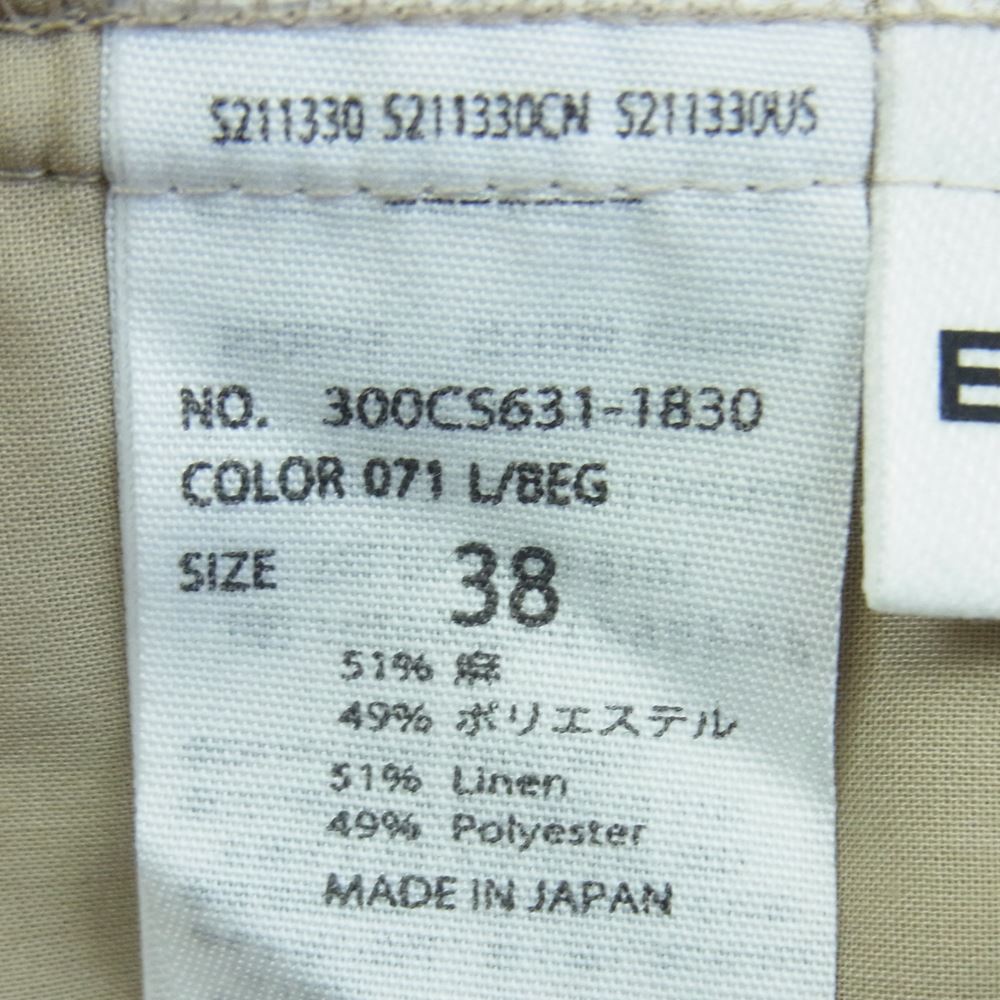 S211330 S211330CN S211330US
NO. 300CS631-1830
COLOR 071 L/BEG
SIZE 38
51% 麻
49% ポリエステル
51% Linen
49% Polyester
MADE IN JAPAN
E